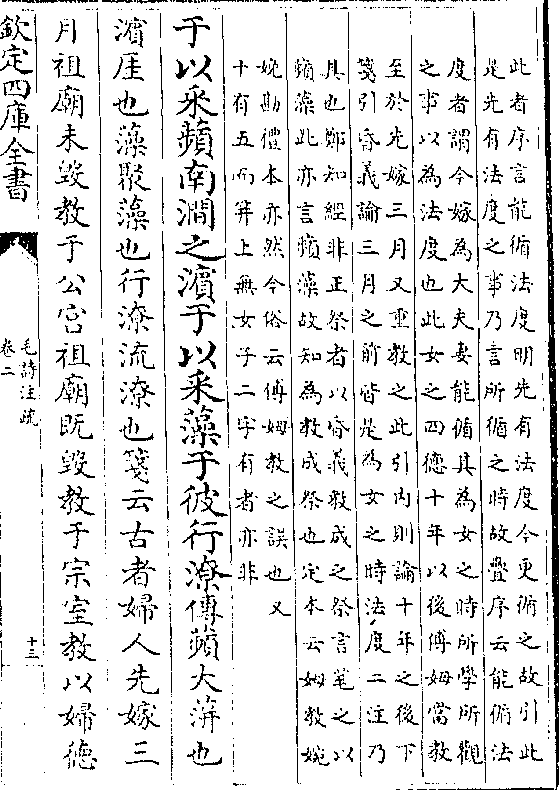 此者序言能循法度明先有法度今更循之故引此
是先有法度之事乃言所循之時故疊序云能循法
度者謂今嫁為大夫妻能循其為女之時所學所觀
之事以為法度也此女之四德十年以後傅姆當教
至於先嫁三月又重教之此引内則論十年之後下
箋引昏義論三月之前皆是為女之時法度二注乃
具也鄭知經非正祭者以昏義教成之祭言芼之以
蘋藻此亦言蘋藻故知為教成祭也定本云姆教婉
娩勘禮本亦然今俗云傅姆教之誤也又
十有五而笄上無女子二字有者亦非
于以采蘋南澗之濵于以采藻于彼行潦傳蘋大蓱也
濵厓也藻聚藻也行潦流潦也箋云古者婦人先嫁三
月祖廟未毀教于公宫祖廟既毀教于宗室教以婦德
欽定四庫全書
毛詩注疏
卷二
十三